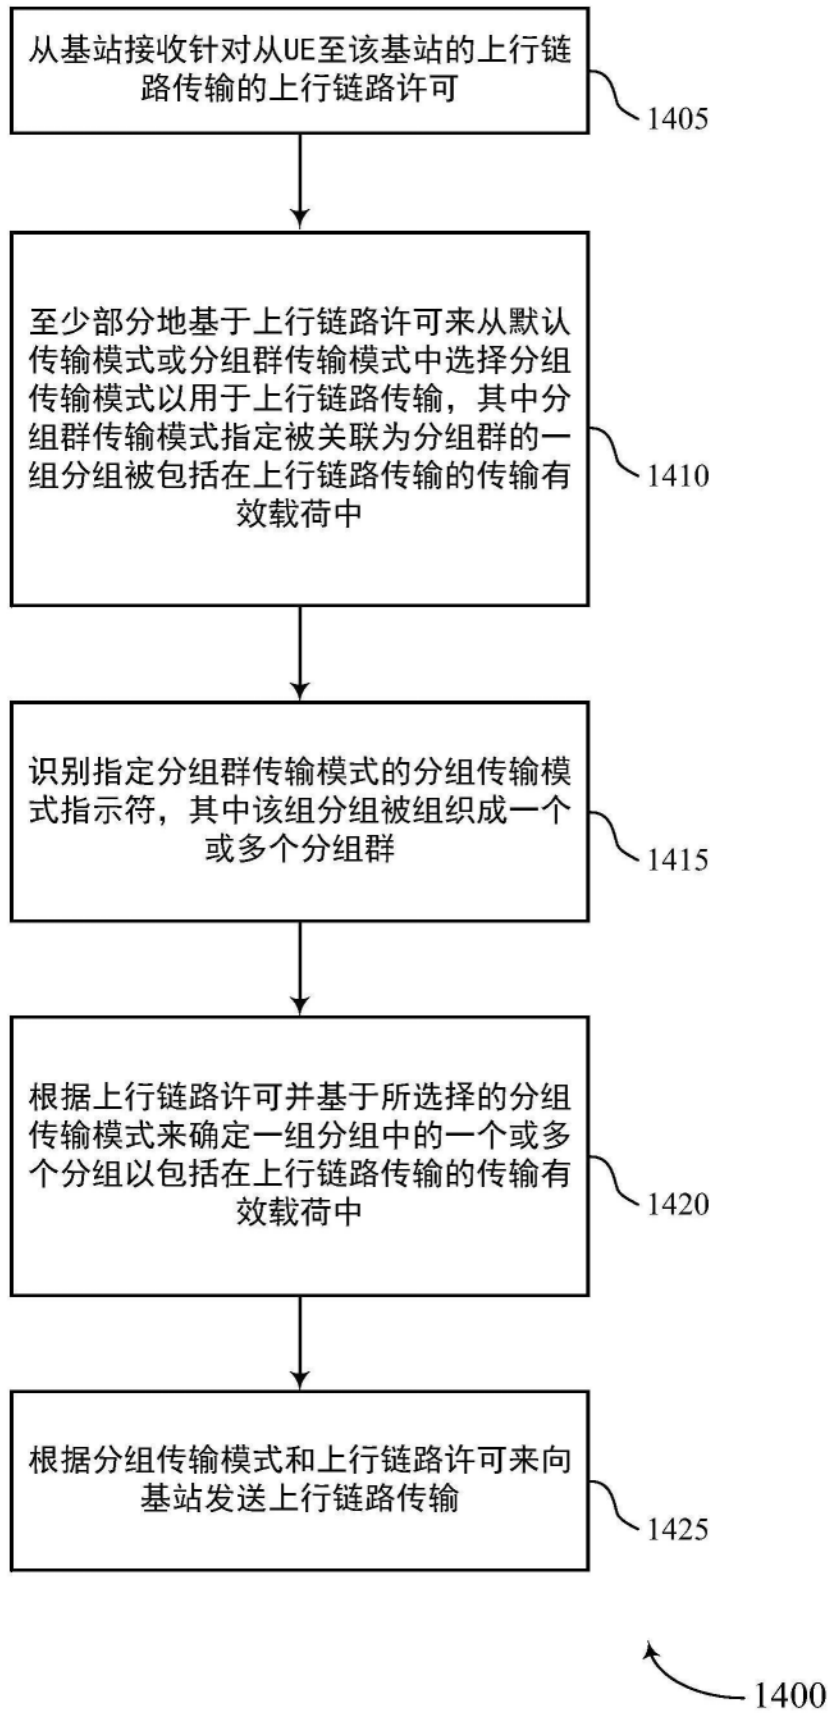 从基站接收针对从UE至该基站的上行链
路传输的上行链路许可
1405
至少部分地基于上行链路许可来从默认
传输模式或分组群传输模式中选择分组
传输模式以用于上行链路传输，其中分
组群传输模式指定被关联为分组群的一
组分组被包括在上行链路传输的传输有
效载荷中
1410
识别指定分组群传输模式的分组传输模
式指示符，其中该组分组被组织成一个
或多个分组群
1415
根据上行链路许可并基于所选择的分组
传输模式来确定一组分组中的一个或多
个分组以包括在上行链路传输的传输有
效载荷中
1420
根据分组传输模式和上行链路许可来向
基站发送上行链路传输
1425
1400